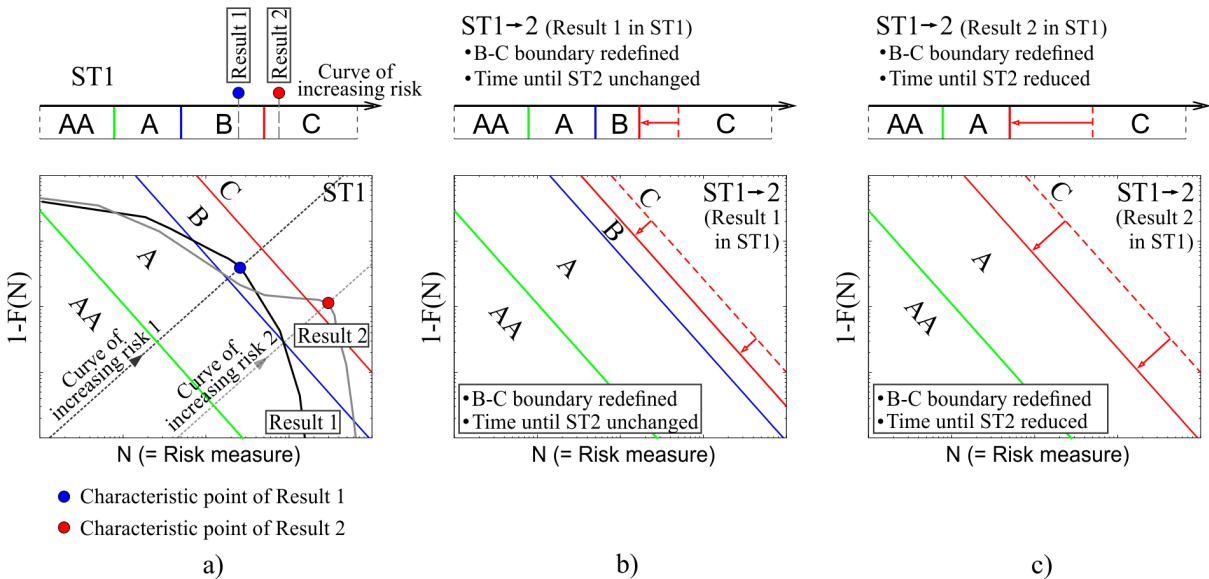 ST1
Result 1
Result 2
Curve of
increasing risk
AA
A
B
C
ST1→2 (Result 1 in ST1)
•B-C boundary redefined
•Time until ST2 unchanged
AA
A
B
C
ST1→2 (Result 2 in ST1)
•B-C boundary redefined
•Time until ST2 reduced
AA
A
C
1-F(N)
ST1
C
B
A
AA
Curve of
increasing risk 1
Curve of
increasing risk 2
Result 2
Result 1
N (= Risk measure)
1-F(N)
ST1→2
(Result 1
in ST1)
C
B
A
AA
•B-C boundary redefined
•Time until ST2 unchanged
N (= Risk measure)
1-F(N)
ST1→2
(Result 2
in ST1)
C
A
AA
•B-C boundary redefined
•Time until ST2 reduced
N (= Risk measure)
Characteristic point of Result 1
Characteristic point of Result 2
a)
b)
c)